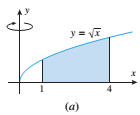 y
y = √x
x
1 4
(a)